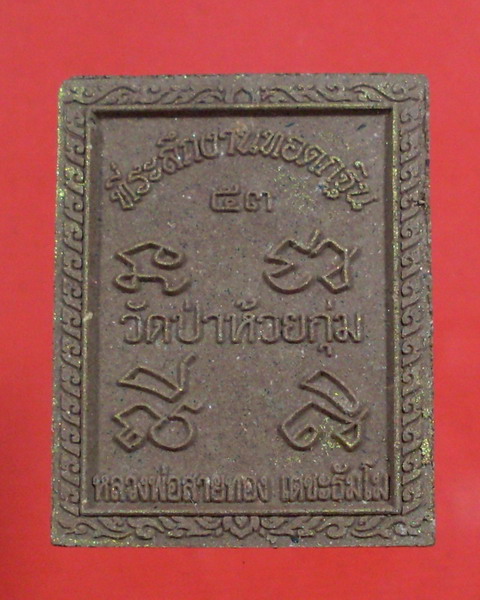 ที่ระลึกงานทอดกฐิน
๕๓
วัดป่าห้วยกุ่ม
หลวงพ่อสายทอง เตชะธัมโม